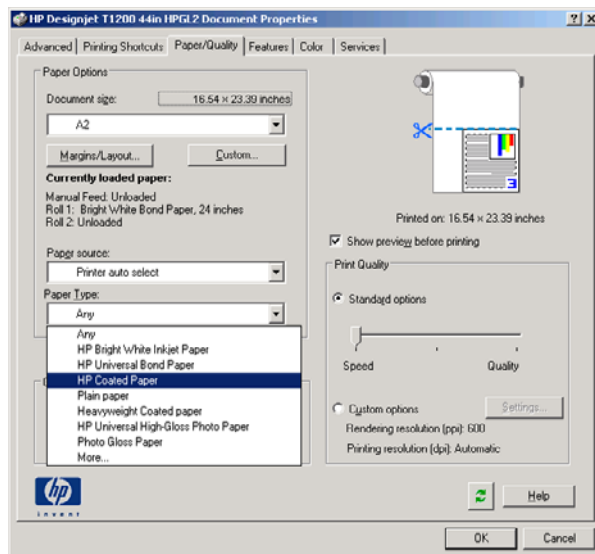 HP Designjet T1200 44in HPGL2 Document Properties
Advanced Printing Shortcuts Paper/Quality Features Color Services
Paper Options
Document size: 16.54 × 23.39 inches
A2
Margins/Layout... Custom...
Currently loaded paper:
Manual Feed: Unloaded
Roll 1: Bright White Bond Paper, 24 inches
Roll 2: Unloaded
Paper source:
Printer auto select
Paper Type:
Any
Any
HP Bright White Inkjet Paper
HP Universal Bond Paper
HP Coated Paper
Plain paper
Heavyweight Coated paper
HP Universal High-Gloss Photo Paper
Photo Gloss Paper
More...
3
Printed on: 16.54 × 23.39 inches
Show preview before printing
Print Quality
Standard options
Speed Quality
Custom options Settings...
Rendering resolution (ppi): 600
Printing resolution (dpi): Automatic
hp
invent
Help
OK Cancel